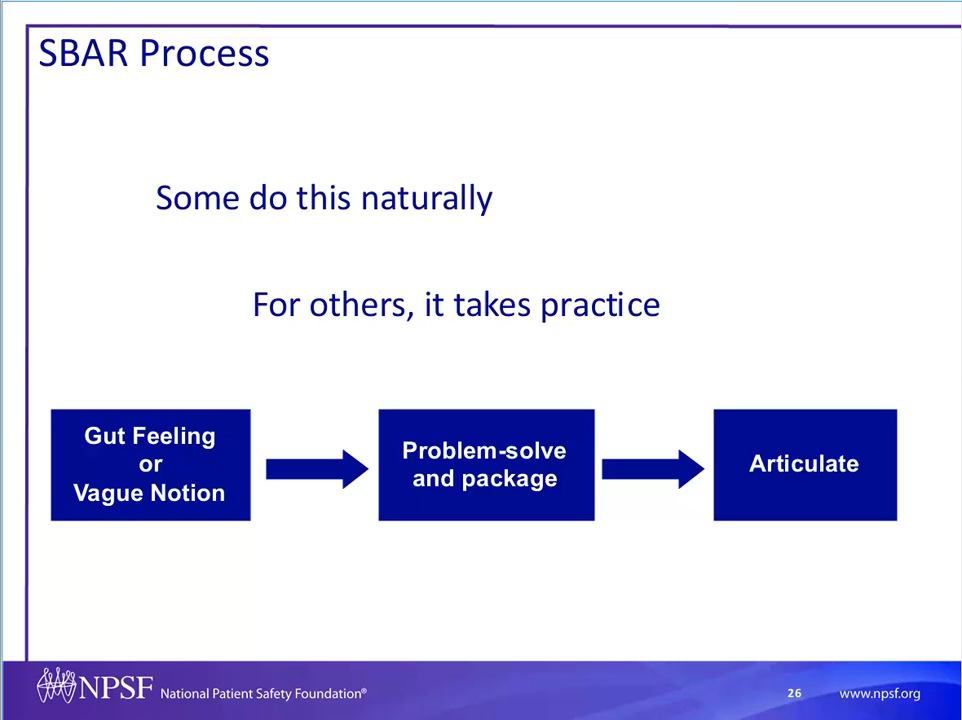 SBAR Process
Some do this naturally
For others, it takes practice
Gut Feeling
or
Vague Notion
Problem-solve
and package
Articulate
NPSF National Patient Safety Foundation®
26
www.npsf.org